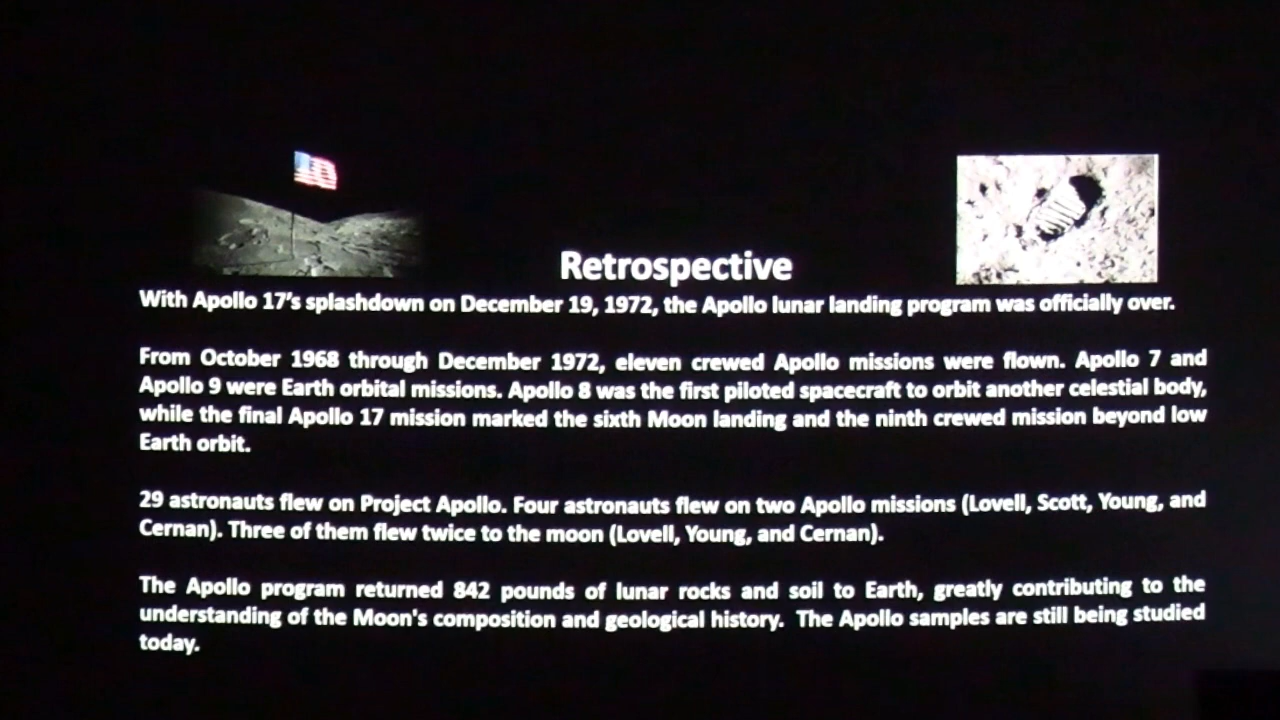 Retrospective
With Apollo 17’s splashdown on December 19, 1972, the Apollo lunar landing program was officially over.
From October 1968 through December 1972, eleven crewed Apollo missions were flown. Apollo 7 and
Apollo 9 were Earth orbital missions. Apollo 8 was the first piloted spacecraft to orbit another celestial body,
while the final Apollo 17 mission marked the sixth Moon landing and the ninth crewed mission beyond low
Earth orbit.
29 astronauts flew on Project Apollo. Four astronauts flew on two Apollo missions (Lovell, Scott, Young, and
Cernan). Three of them flew twice to the moon (Lovell, Young, and Cernan).
The Apollo program returned 842 pounds of lunar rocks and soil to Earth, greatly contributing to the
understanding of the Moon's composition and geological history.  The Apollo samples are still being studied
today.